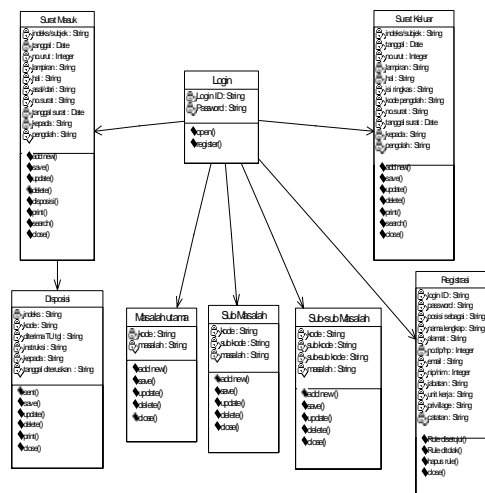 Surat Masuk
indeks/subjek : String
tanggal : Date
no.urut : Integer
lampiran : String
hal : String
asal/dari : String
no.surat : String
tanggal surat : Date
kepada : String
pengolah : String
add new()
save()
update()
delete()
disposisi()
print()
search()
close()
Login
Login ID : String
Password : String
open()
register()
Surat Keluar
indeks/subjek : String
tanggal : Date
no.urut : Integer
lampiran : String
hal : String
isi ringkas : String
kode pengolah : String
no.surat : String
tanggal surat : Date
kepada : String
pengolah : String
add new()
save()
update()
delete()
print()
search()
close()
Disposisi
indeks : String
kode : String
diterima TU tgl : String
instruksi : String
kepada : String
tanggal diteruskan : String
sent()
save()
update()
delete()
print()
close()
Masalah utama
kode : String
masalah : String
add new()
save()
update()
delete()
close()
Sub Masalah
kode : String
sub kode : String
masalah : String
add new()
save()
update()
delete()
close()
Sub-sub Masalah
kode : String
sub kode : String
sub-sub kode : String
masalah : String
add new()
save()
update()
delete()
close()
Registrasi
login ID : String
password : String
posisi sebagai : String
nama lengkap : String
alamat : String
no.tlp/hp : Integer
email : String
nip/nim : Integer
jabatan : String
unit kerja : String
privillage : String
catatan : String
Rule disetujui()
Rule ditolak()
hapus rule()
close()